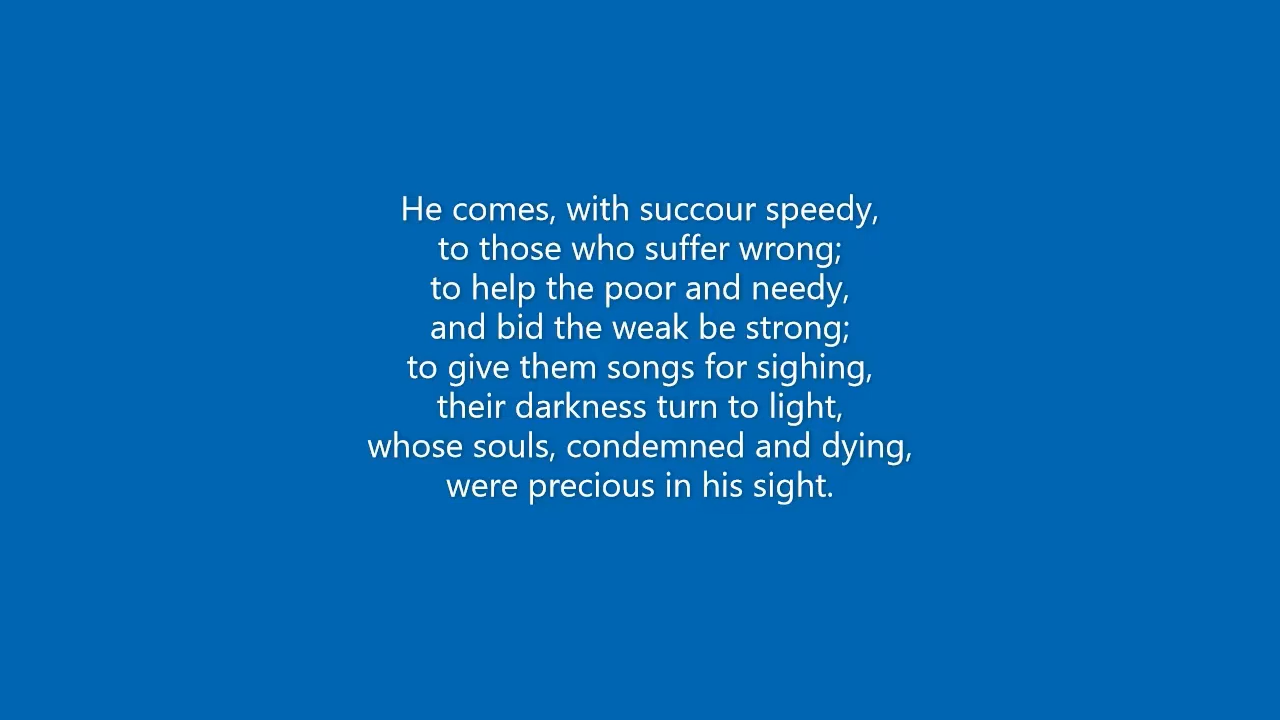 He comes, with succour speedy,
to those who suffer wrong;
to help the poor and needy,
and bid the weak be strong;
to give them songs for sighing,
their darkness turn to light,
whose souls, condemned and dying,
were precious in his sight.